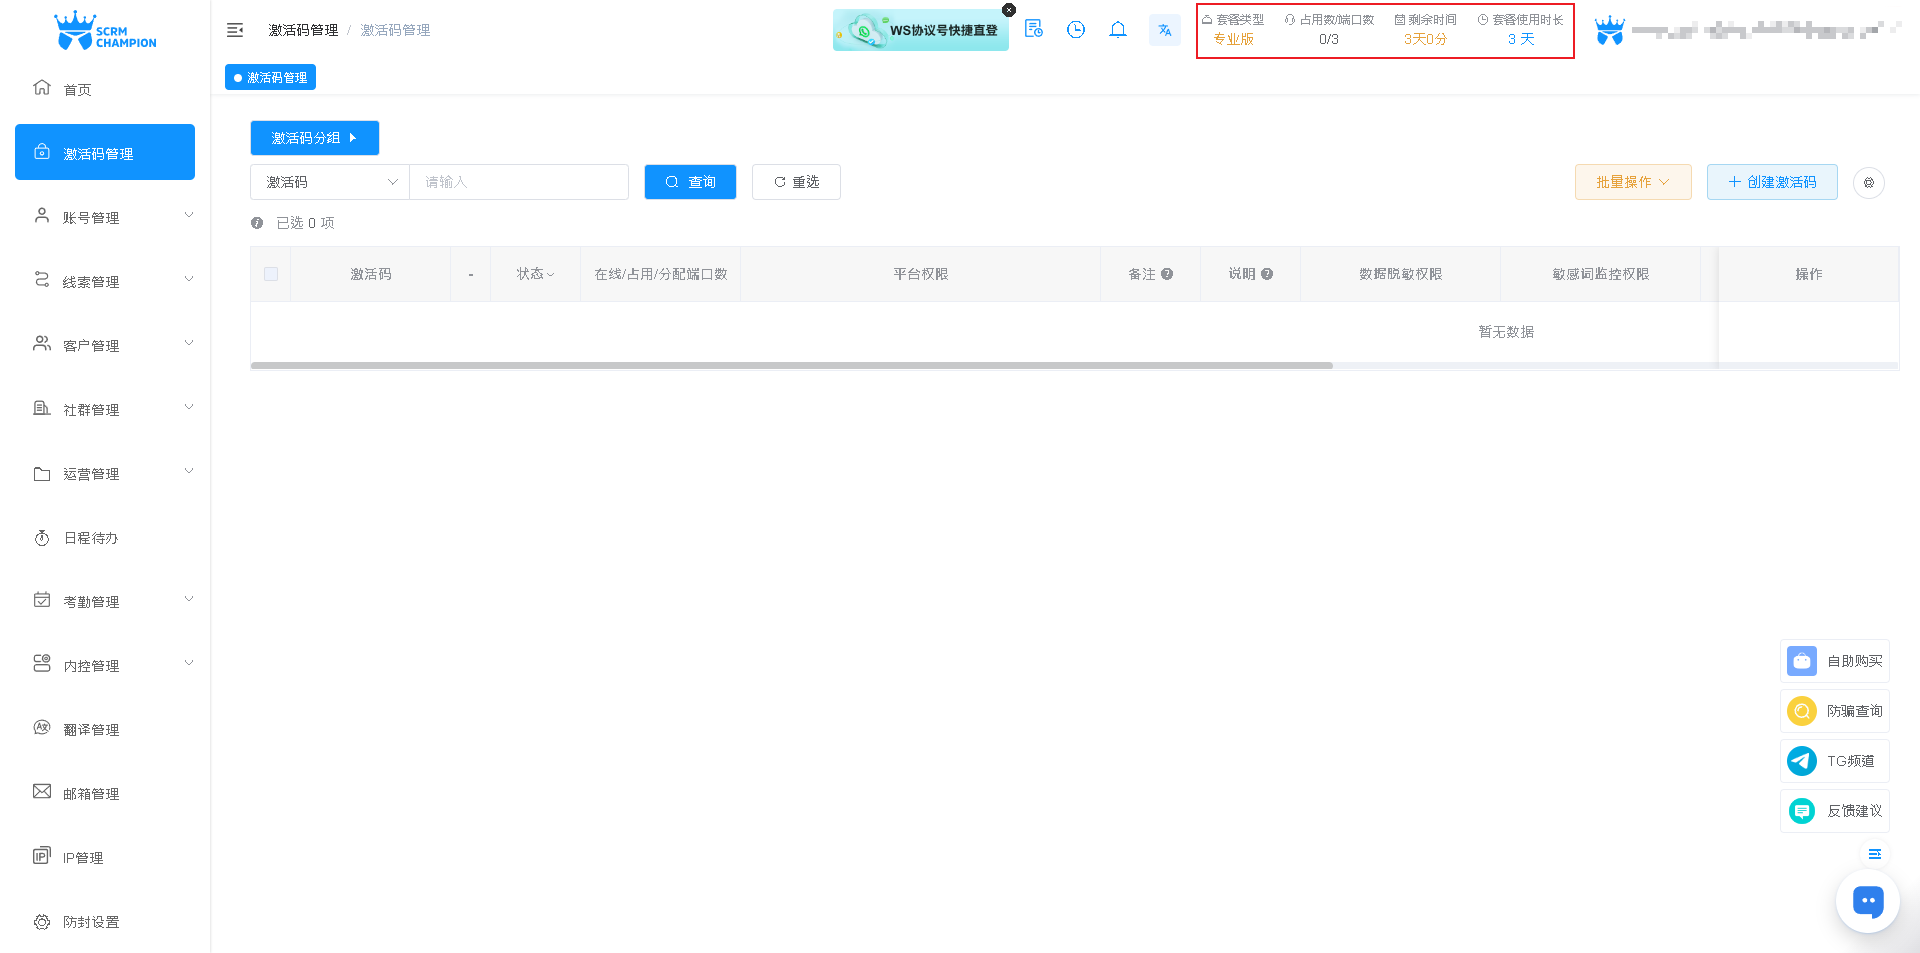 SCRM
CHAMPION
激活码管理 / 激活码管理
WS协议号快捷直登
套餐类型 占用数/端口数 剩余时间 套餐使用时长
专业版 0/3 3天0分 3 天
激活码管理
首页
激活码管理
账号管理
线索管理
客户管理
社群管理
运营管理
日程待办
考勤管理
内控管理
翻译管理
邮箱管理
IP管理
防封设置
激活码分组
激活码 请输入 查询 重选 批量操作 创建激活码
已选 0 项
激活码 - 状态 在线/占用/分配端口数 平台权限 备注 说明 数据脱敏权限 敏感词监控权限 操作
暂无数据
自助购买
防骗查询
TG频道
反馈建议